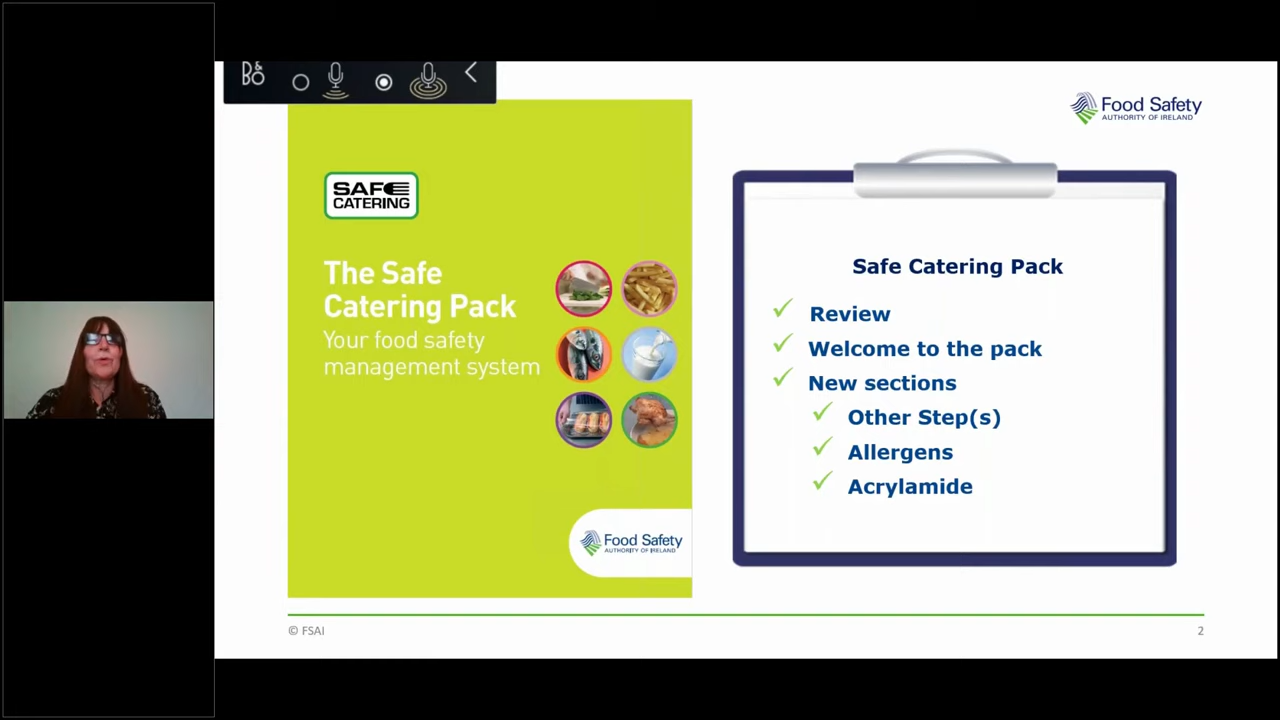 B&
BO
Food Safety
AUTHORITY OF IRELAND
SAFE
CATERING
The Safe
Catering Pack
Your food safety
management system
Food Safety
AUTHORITY OF IRELAND
Safe Catering Pack
Review
Welcome to the pack
New sections
Other Step(s)
Allergens
Acrylamide
© FSAI
2